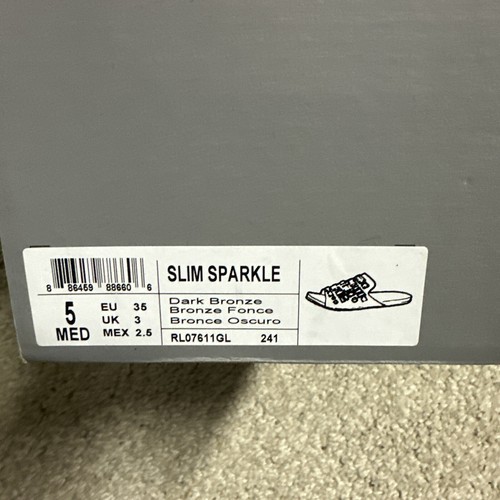 8 86459 88660 6
SLIM SPARKLE
5 MED
EU 35
UK 3
MEX 2.5
Dark Bronze
Bronze Fonce
Bronce Oscuro
RL07611GL 241